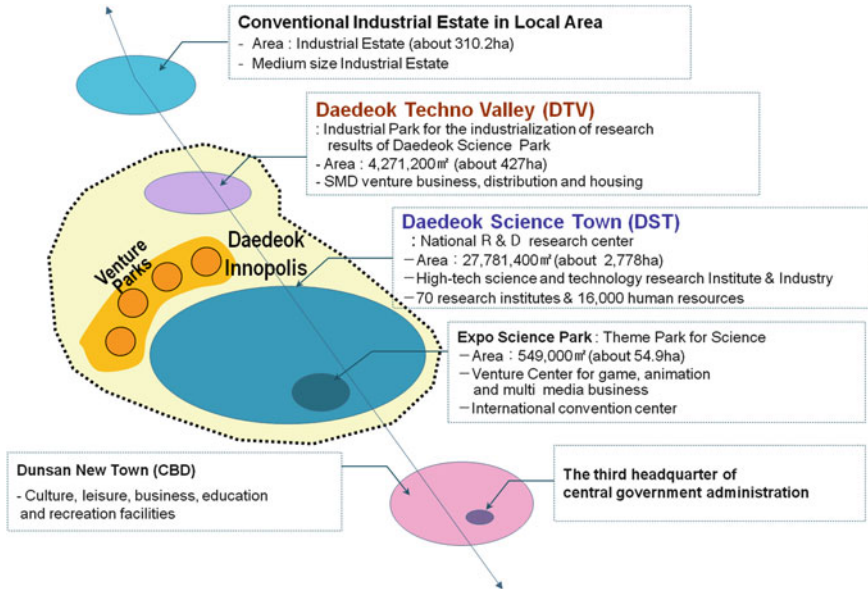 Conventional Industrial Estate in Local Area
- Area : Industrial Estate (about 310.2ha)
- Medium size Industrial Estate
Daedeok Techno Valley (DTV)
: Industrial Park for the industrialization of research
results of Daedeok Science Park
- Area : 4,271,200㎡ (about 427ha)
- SMD venture business, distribution and housing
Venture
Parks
Daedeok
Innopolis
Daedeok Science Town (DST)
: National R & D research center
－Area : 27,781,400㎡ (about 2,778ha)
－High-tech science and technology research Institute & Industry
－70 research institutes & 16,000 human resources
Expo Science Park : Theme Park for Science
－Area : 549,000㎡ (about 54.9ha)
－Venture Center for game, animation
and multi media business
－International convention center
Dunsan New Town (CBD)
- Culture, leisure, business, education
and recreation facilities
The third headquarter of
central government administration